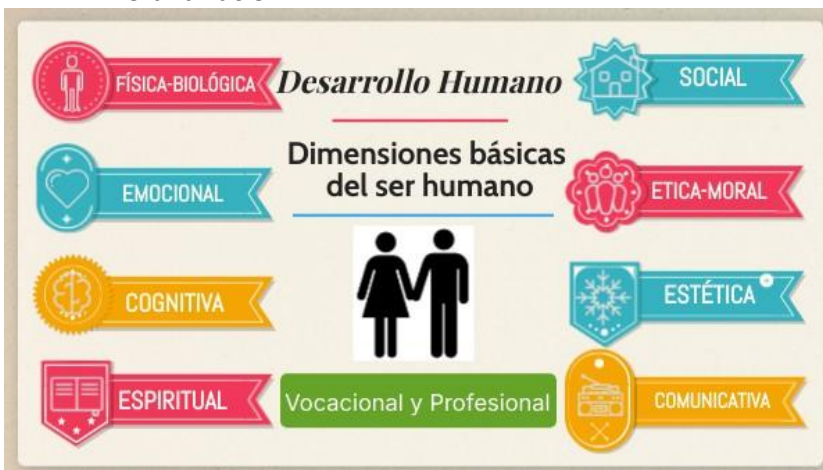 FÍSICA-BIOLÓGICA
Desarrollo Humano
SOCIAL
Dimensiones básicas
del ser humano
EMOCIONAL
ETICA-MORAL
COGNITIVA
ESTÉTICA
ESPIRITUAL
Vocacional y Profesional
COMUNICATIVA